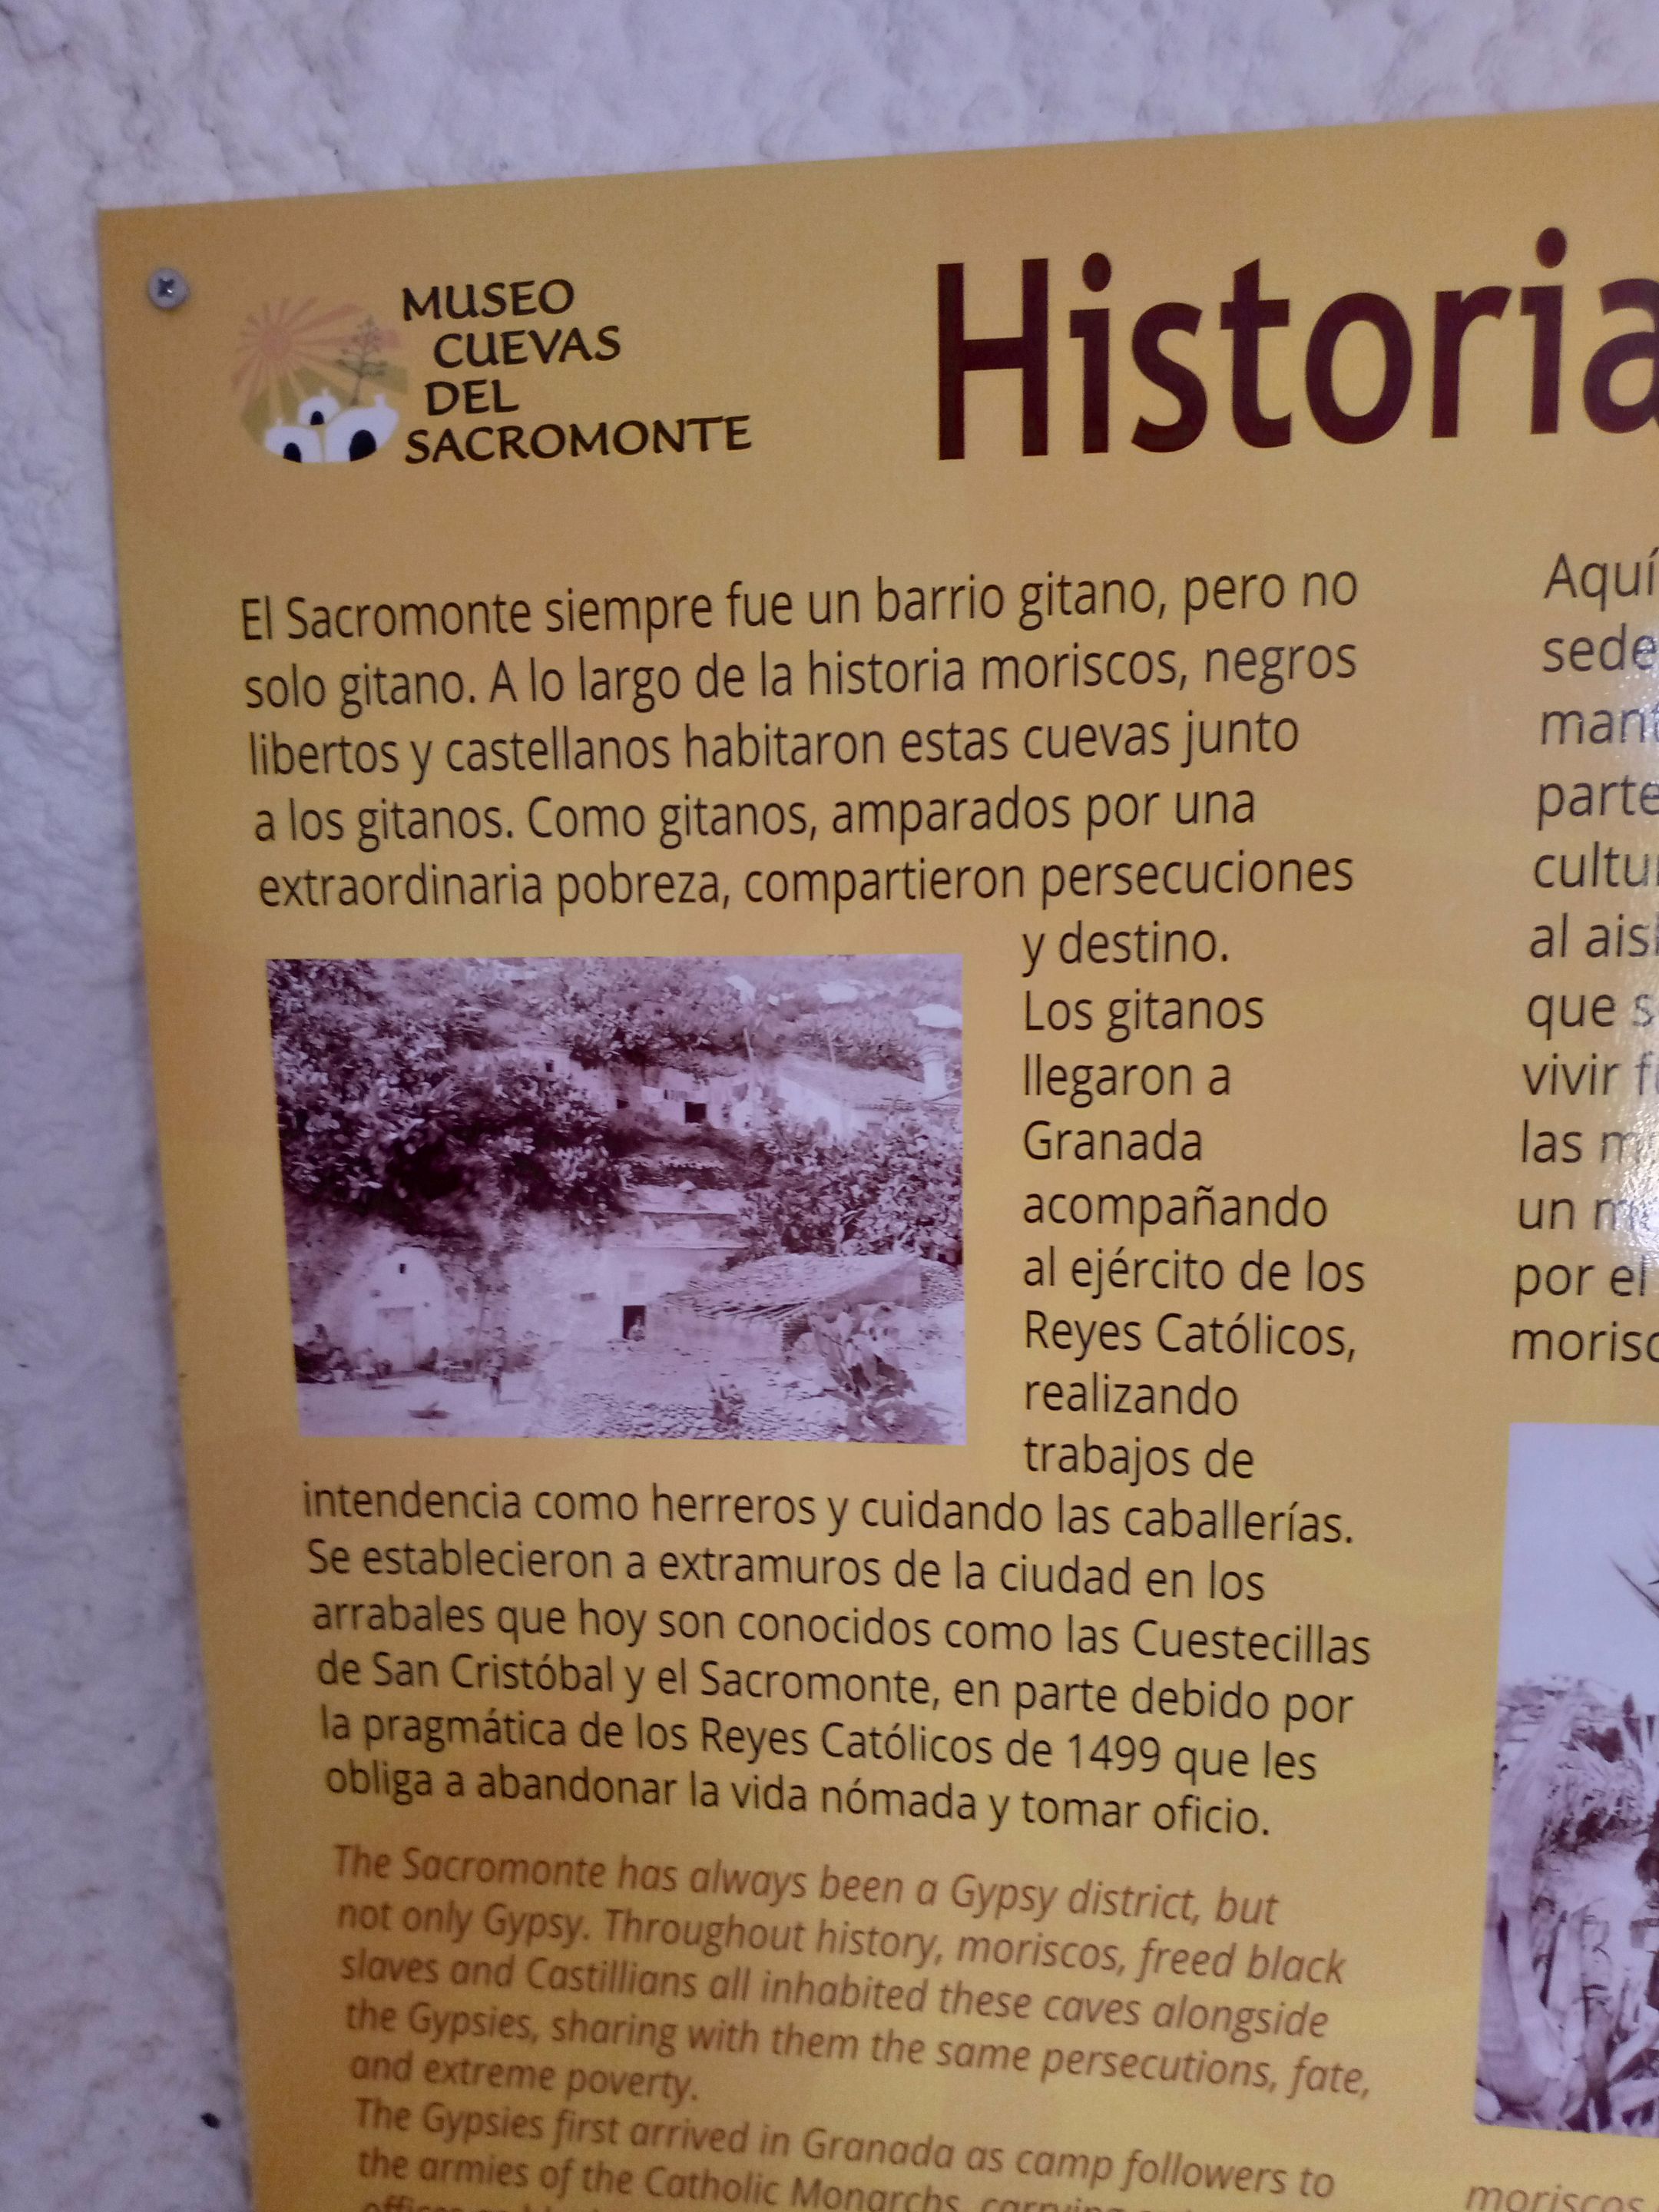 MUSEO
CUEVAS
DEL
SACROMONTE
Historia
El Sacromonte siempre fue un barrio gitano, pero no
solo gitano. A lo largo de la historia moriscos, negros
libertos y castellanos habitaron estas cuevas junto
a los gitanos. Como gitanos, amparados por una
extraordinaria pobreza, compartieron persecuciones
y destino.
Los gitanos
llegaron a
Granada
acompañando
al ejército de los
Reyes Católicos,
realizando
trabajos de
intendencia como herreros y cuidando las caballerías.
Se establecieron a extramuros de la ciudad en los
arrabales que hoy son conocidos como las Cuestecillas
de San Cristóbal y el Sacromonte, en parte debido por
la pragmática de los Reyes Católicos de 1499 que les
obliga a abandonar la vida nómada y tomar oficio.
The Sacromonte has always been a Gypsy district, but
not only Gypsy. Throughout history, moriscos, freed black
slaves and Castillians all inhabited these caves alongside
the Gypsies, sharing with them the same persecutions, fate,
and extreme poverty.
The Gypsies first arrived in Granada as camp followers to
the armies of the Catholic Monarchs, carrying
Aquí
sede
mant
parte
cultu
al aisl
que s
vivir f
las m
un m
por el
moris
moriscos